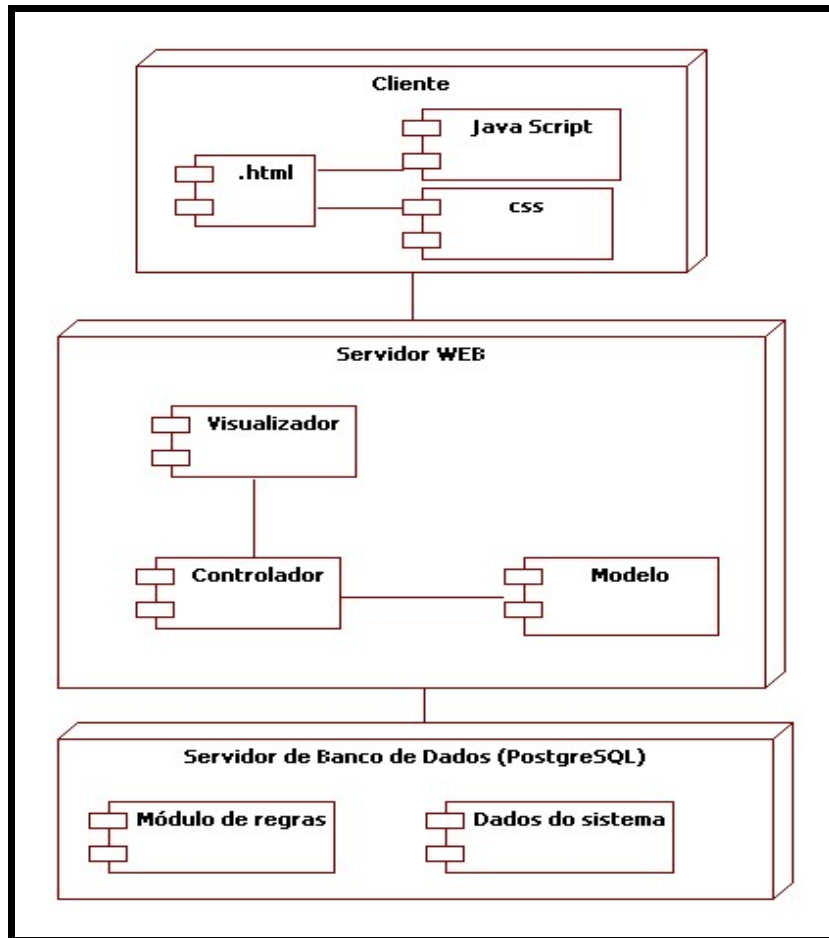 Cliente
Java Script
.html
css
Servidor WEB
Visualizador
Controlador
Modelo
Servidor de Banco de Dados (PostgreSQL)
Módulo de regras
Dados do sistema